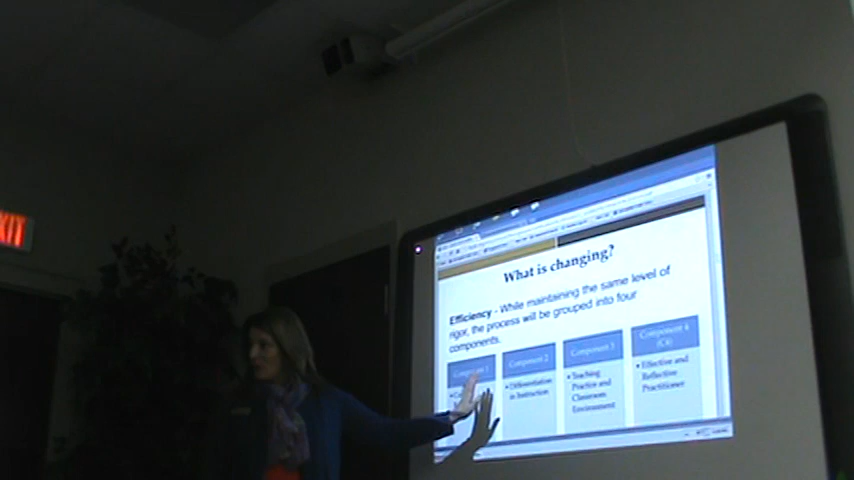 EXIT
What is changing?
Efficiency - While maintaining the same level of
rigor, the process will be grouped into four
components.
Component 1
Component 2
• Differentiation
in Instruction
Component 3
• Teaching
Practice and
Classroom
Environment
Component 4
(C4)
• Effective and
Reflective
Practitioner